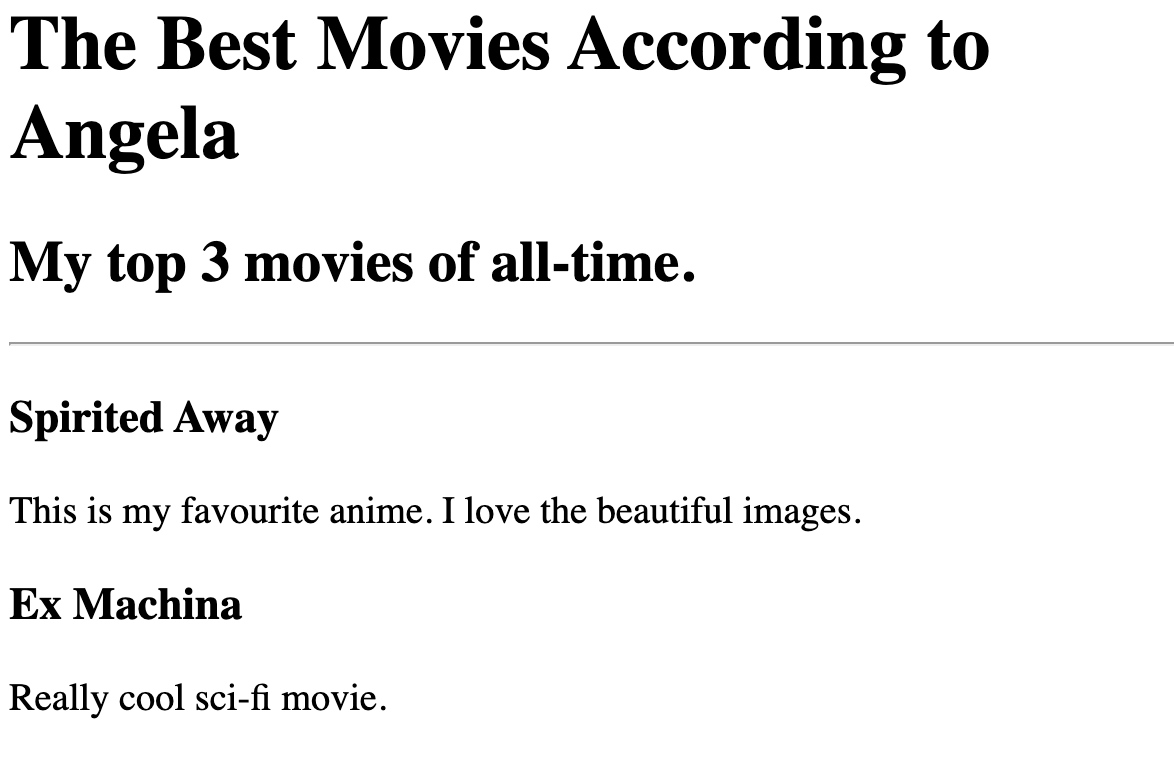 The Best Movies According to
Angela
My top 3 movies of all-time.
Spirited Away
This is my favourite anime. I love the beautiful images.
Ex Machina
Really cool sci-fi movie.